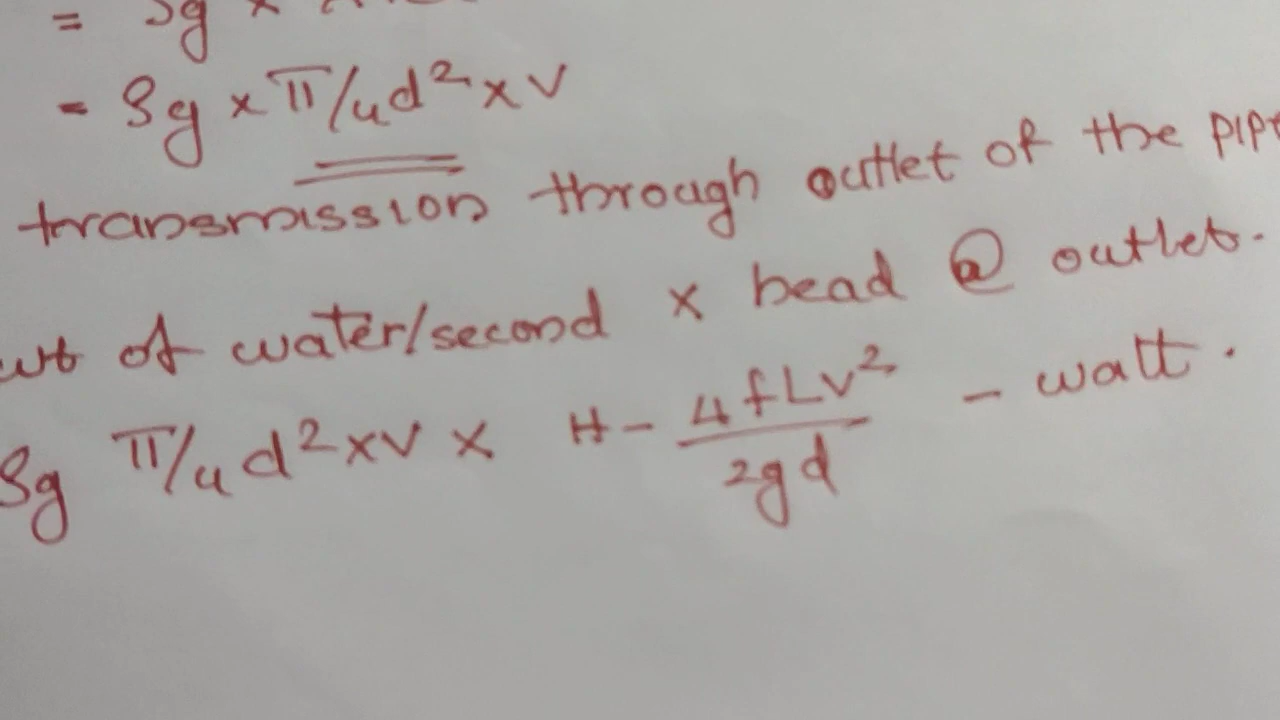 = ρg ×
= ρg × π/4 d² × V
transmission through outlet of the pipe
wt of water/second × head @ outlet.
ρg π/4 d² × V × H - 4fLV²/2gd - watt.